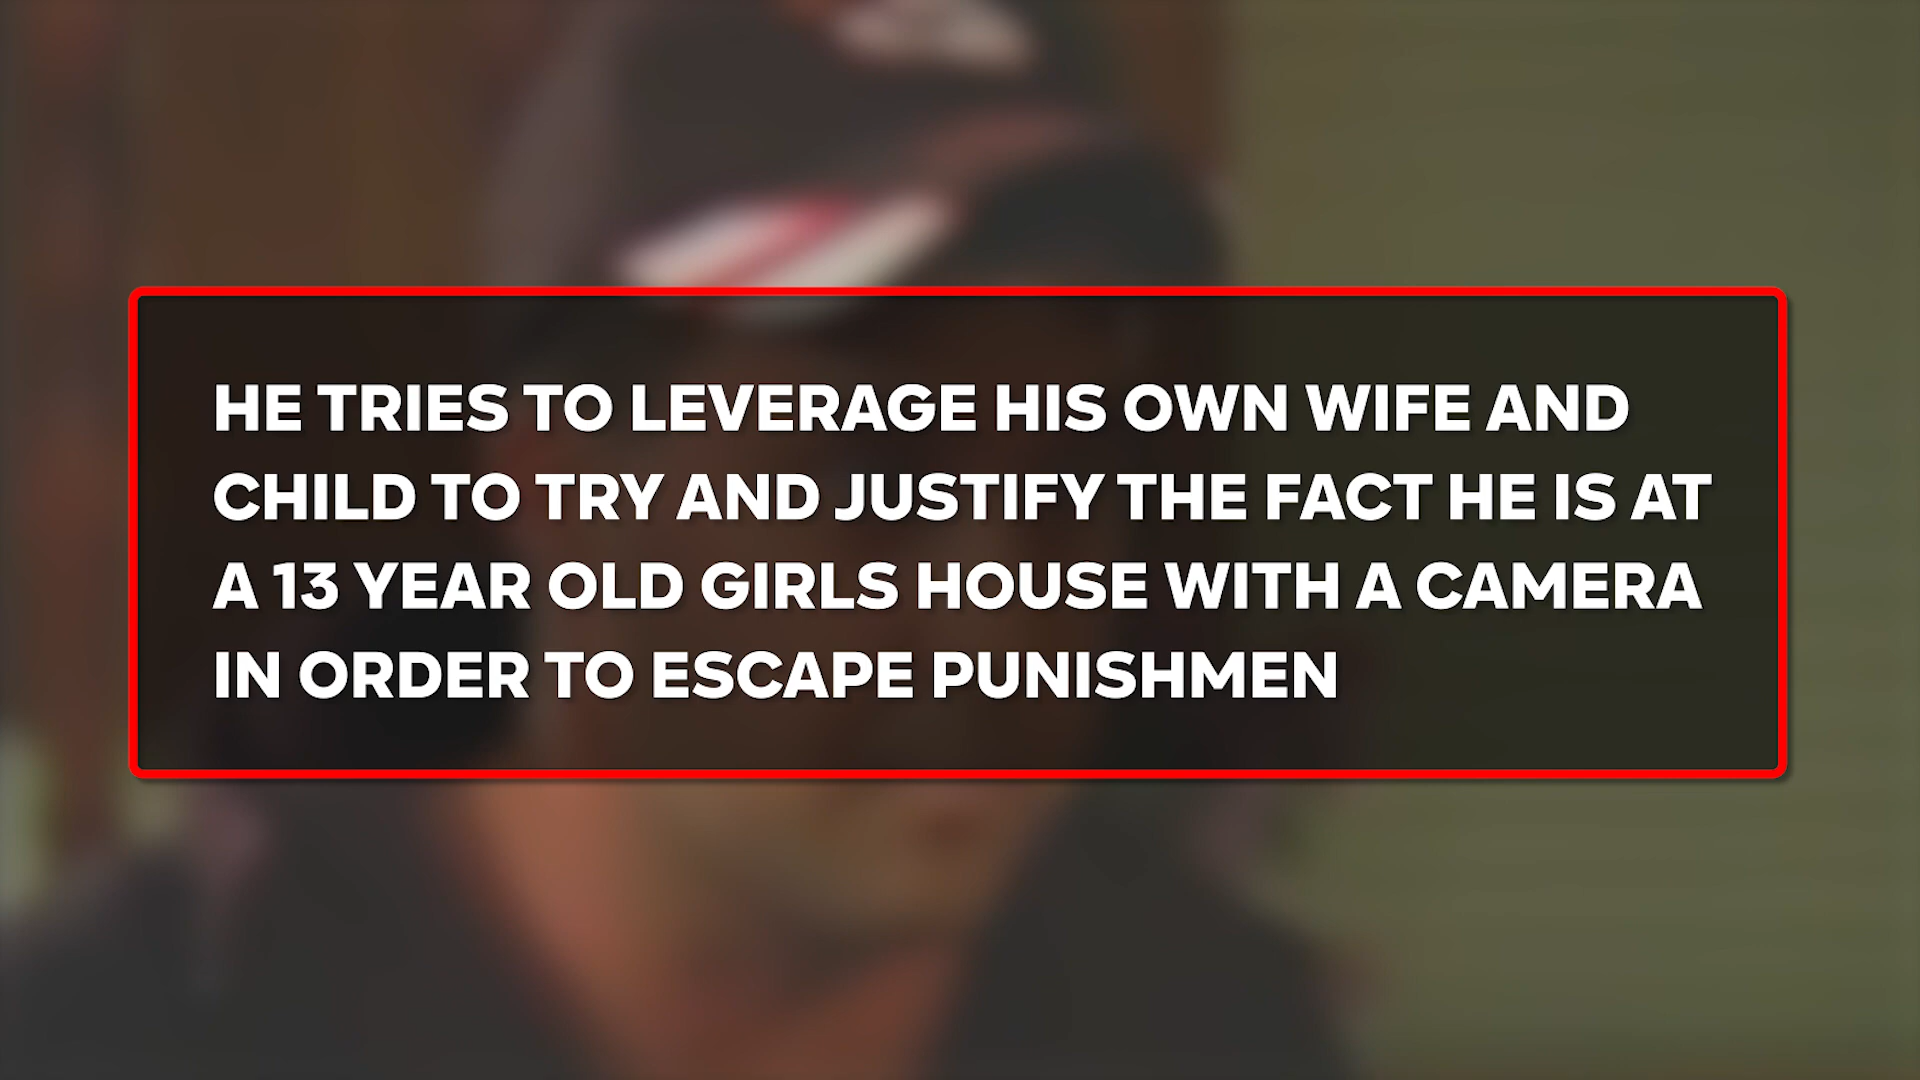 HE TRIES TO LEVERAGE HIS OWN WIFE AND
CHILD TO TRY AND JUSTIFY THE FACT HE IS AT
A 13 YEAR OLD GIRLS HOUSE WITH A CAMERA
IN ORDER TO ESCAPE PUNISHMEN